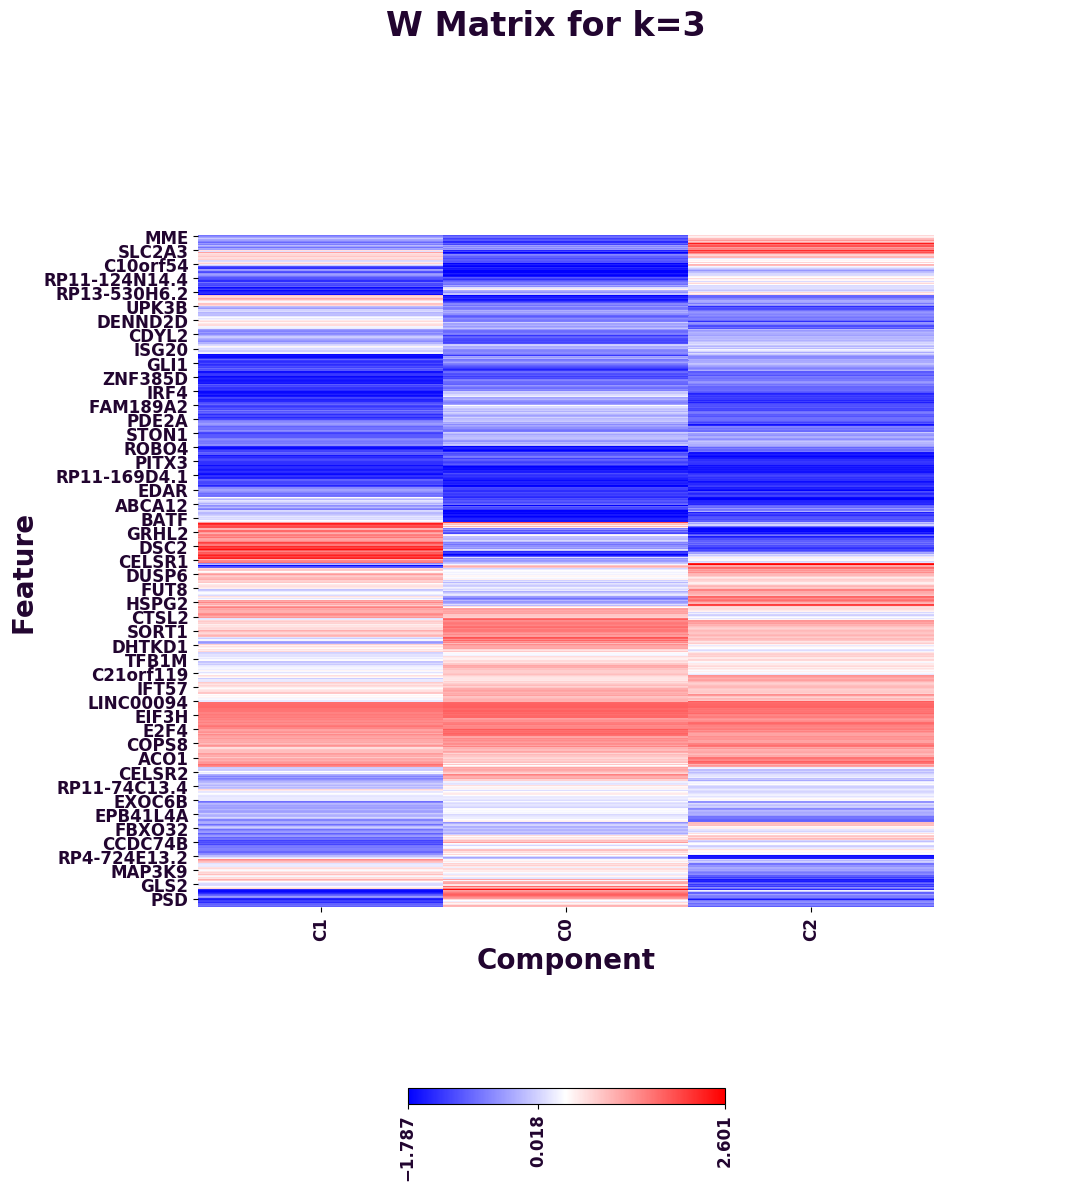 W Matrix for k=3
MME
SLC2A3
C10orf54
RP11-124N14.4
RP13-530H6.2
UPK3B
DENND2D
CDYL2
ISG20
GLI1
ZNF385D
IRF4
FAM189A2
PDE2A
STON1
ROBO4
PITX3
RP11-169D4.1
EDAR
ABCA12
BATF
GRHL2
DSC2
CELSR1
DUSP6
FUT8
HSPG2
CTSL2
SORT1
DHTKD1
TFB1M
C21orf119
IFT57
LINC00094
EIF3H
E2F4
COPS8
ACO1
CELSR2
RP11-74C13.4
EXOC6B
EPB41L4A
FBXO32
CCDC74B
RP4-724E13.2
MAP3K9
GLS2
PSD
Feature
C1
C0
C2
Component
−1.787
0.018
2.601